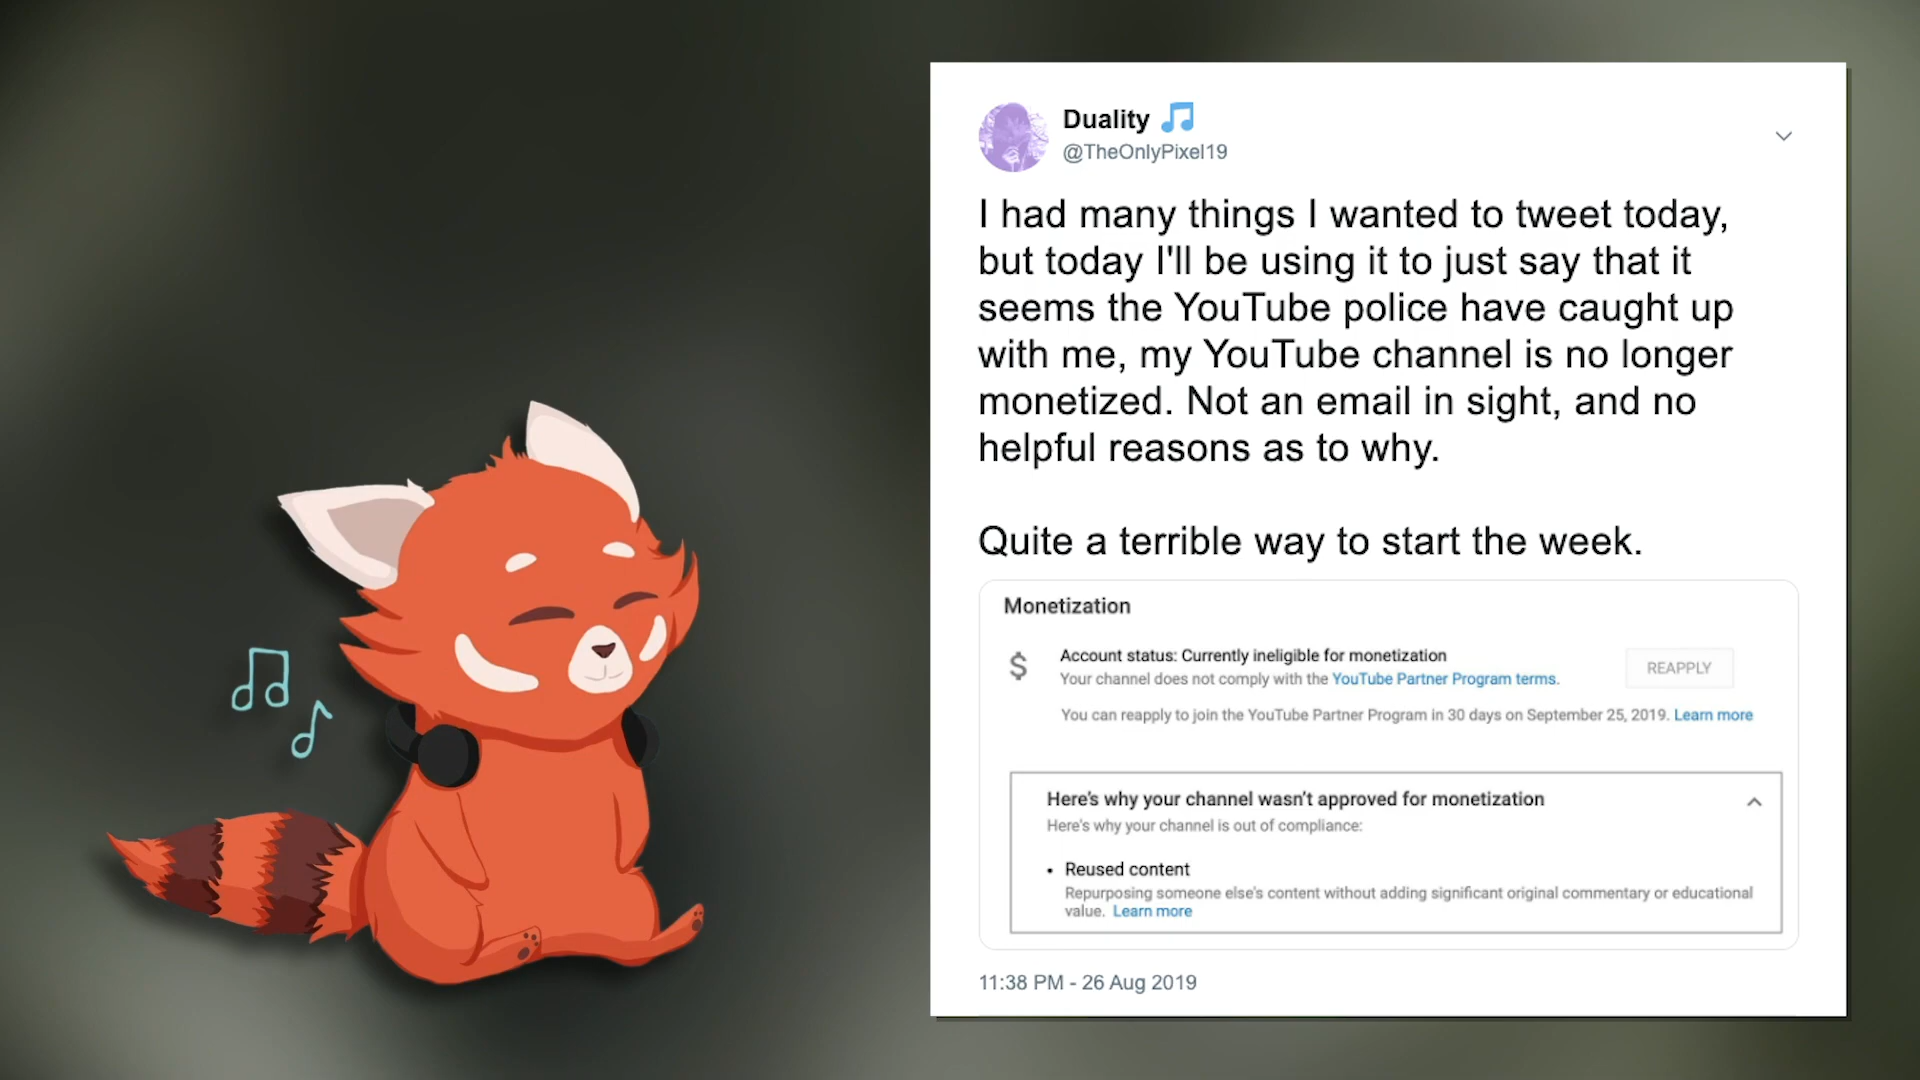 Duality 🎵
@TheOnlyPixel19
I had many things I wanted to tweet today,
but today I'll be using it to just say that it
seems the YouTube police have caught up
with me, my YouTube channel is no longer
monetized. Not an email in sight, and no
helpful reasons as to why.
Quite a terrible way to start the week.
Monetization
Account status: Currently ineligible for monetization
Your channel does not comply with the YouTube Partner Program terms.
REAPPLY
You can reapply to join the YouTube Partner Program in 30 days on September 25, 2019. Learn more
Here's why your channel wasn't approved for monetization
Here's why your channel is out of compliance:
• Reused content
Repurposing someone else's content without adding significant original commentary or educational
value. Learn more
11:38 PM - 26 Aug 2019